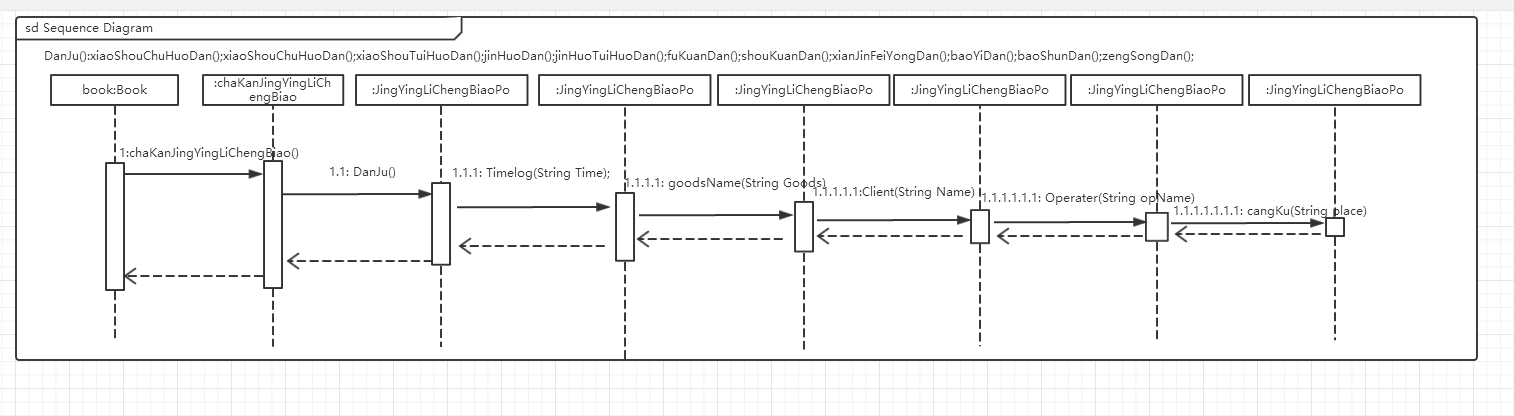 sd Sequence Diagram
DanJu():xiaoShouChuHuoDan();xiaoShouChuHuoDan();xiaoShouTuiHuoDan();jinHuoDan();jinHuoTuiHuoDan();fuKuanDan();shouKuanDan();xianJinFeiYongDan();baoYiDan();baoShunDan();zengSongDan();
book:Book
:chaKanJingYingLiCh
engBiao
:JingYingLiChengBiaoPo
:JingYingLiChengBiaoPo
:JingYingLiChengBiaoPo
:JingYingLiChengBiaoPo
:JingYingLiChengBiaoPo
:JingYingLiChengBiaoPo
1:chaKanJingYingLiChengBiao()
1.1: DanJu()
1.1.1: Timelog(String Time);
1.1.1.1: goodsName(String Goods)
1.1.1.1.1:Client(String Name)
1.1.1.1.1.1: Operater(String opName)
1.1.1.1.1.1.1: cangKu(String place)